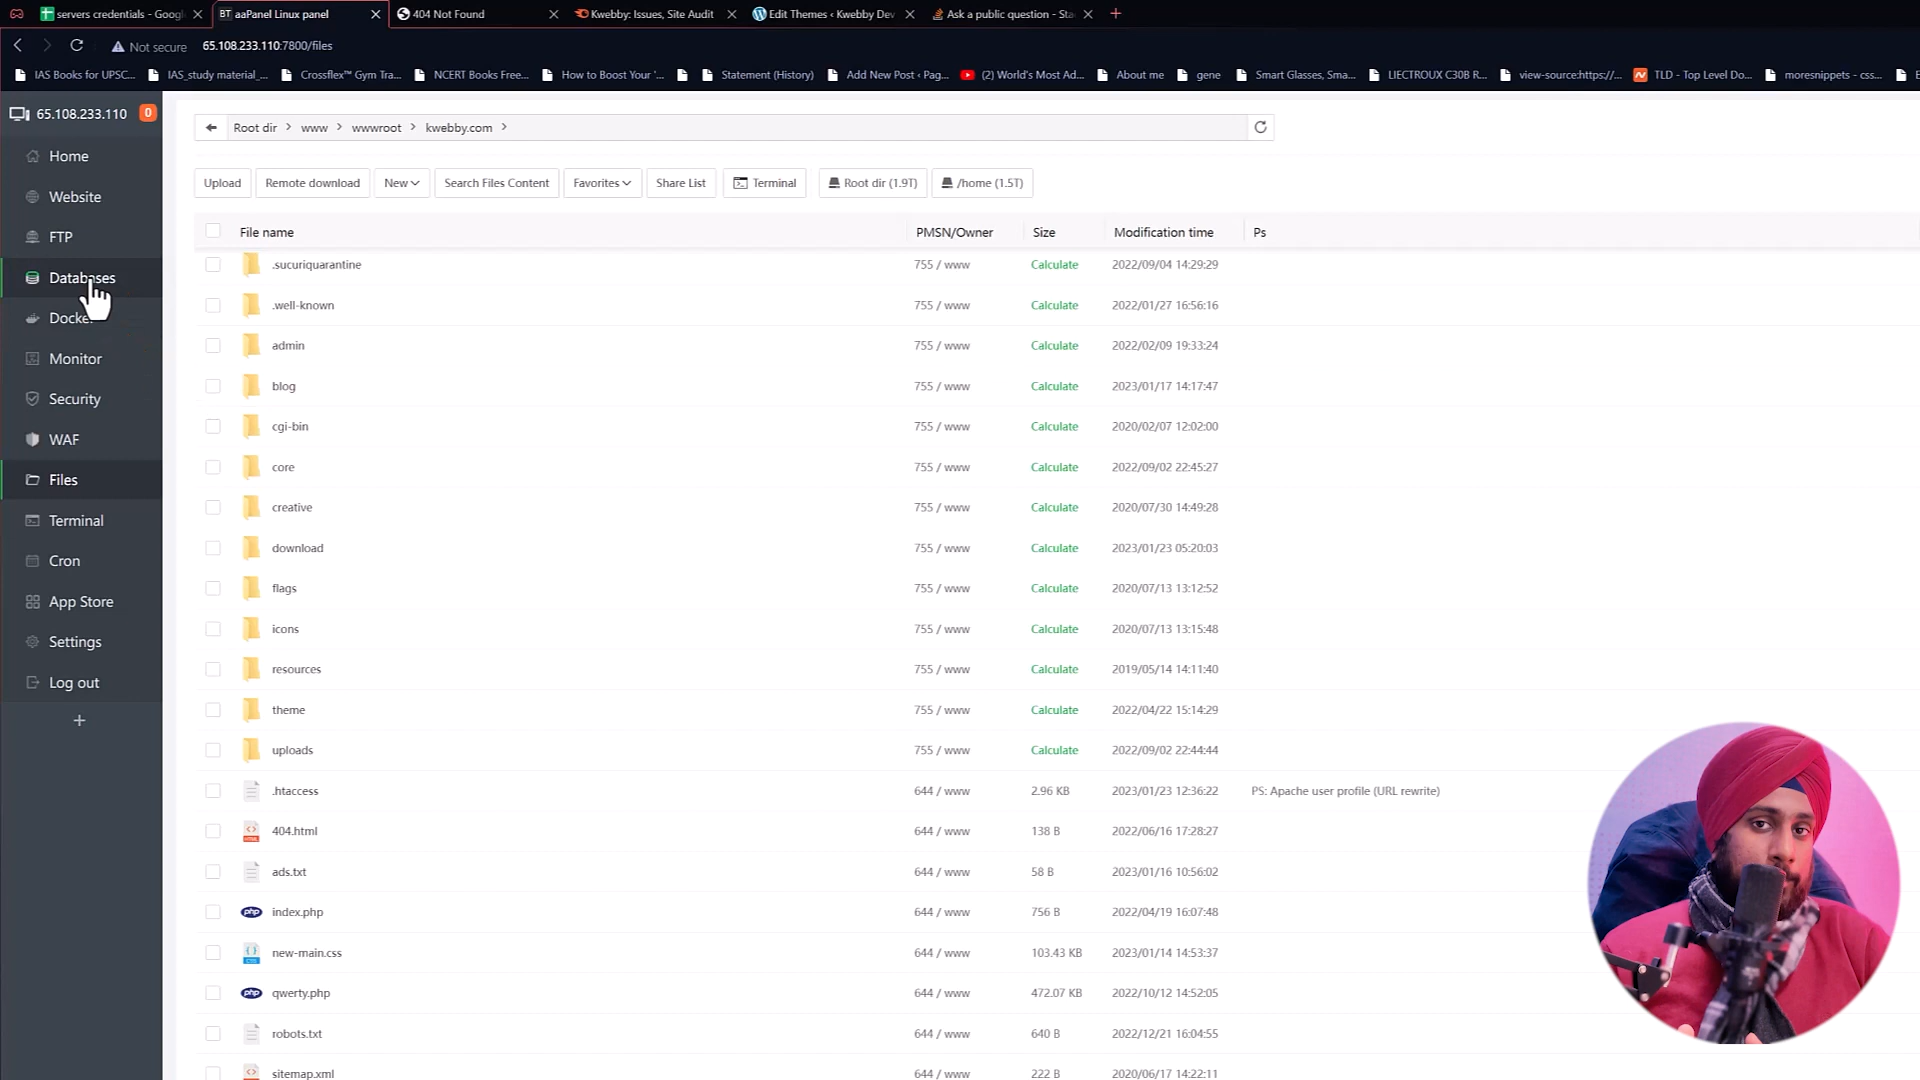 servers credentials - Googl
BT aaPanel Linux panel
404 Not Found
Kwebby: Issues, Site Audit
Edit Themes ‹ Kwebby Dev
Ask a public question - Sta
Not secure
65.108.233.110:7800/files
IAS Books for UPSC...
IAS_study material_...
Crossflex™ Gym Tra...
NCERT Books Free...
How to Boost Your '...
Statement (History)
Add New Post ‹ Pag...
(2) World's Most Ad...
About me
gene
Smart Glasses, Sma...
LIECTROUX C30B R...
view-source:https://...
TLD - Top Level Do...
moresnippets - css...
65.108.233.110 0
Home
Website
FTP
Databases
Docker
Monitor
Security
WAF
Files
Terminal
Cron
App Store
Settings
Log out
+
Root dir > www > wwwroot > kwebby.com >
Upload Remote download New Search Files Content Favorites Share List Terminal Root dir (1.9T) /home (1.5T)
File name PMSN/Owner Size Modification time Ps
.sucuriquarantine 755 / www Calculate 2022/09/04 14:29:29
.well-known 755 / www Calculate 2022/01/27 16:56:16
admin 755 / www Calculate 2022/02/09 19:33:24
blog 755 / www Calculate 2023/01/17 14:17:47
cgi-bin 755 / www Calculate 2020/02/07 12:02:00
core 755 / www Calculate 2022/09/02 22:45:27
creative 755 / www Calculate 2020/07/30 14:49:28
download 755 / www Calculate 2023/01/23 05:20:03
flags 755 / www Calculate 2020/07/13 13:12:52
icons 755 / www Calculate 2020/07/13 13:15:48
resources 755 / www Calculate 2019/05/14 14:11:40
theme 755 / www Calculate 2022/04/22 15:14:29
uploads 755 / www Calculate 2022/09/02 22:44:44
.htaccess 644 / www 2.96 KB 2023/01/23 12:36:22 PS: Apache user profile (URL rewrite)
404.html 644 / www 138 B 2022/06/16 17:28:27
ads.txt 644 / www 58 B 2023/01/16 10:56:02
index.php 644 / www 756 B 2022/04/19 16:07:48
new-main.css 644 / www 103.43 KB 2023/01/14 14:53:37
qwerty.php 644 / www 472.07 KB 2022/10/12 14:52:05
robots.txt 644 / www 640 B 2022/12/21 16:04:55
sitemap.xml 644 / www 222 B 2020/06/17 14:22:11